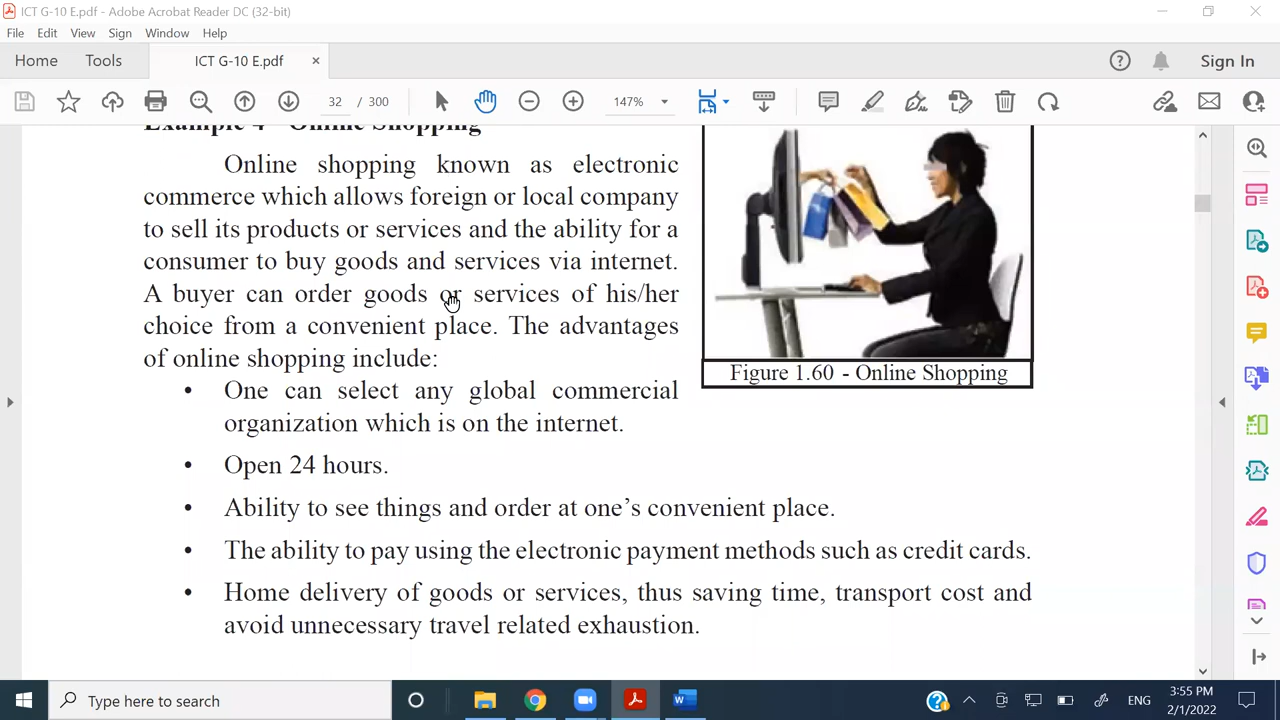 ICT G-10 E.pdf - Adobe Acrobat Reader DC (32-bit)
File Edit View Sign Window Help
Home Tools ICT G-10 E.pdf × Sign In
32 / 300 147%
Example 4 - Online Shopping
Online shopping known as electronic
commerce which allows foreign or local company
to sell its products or services and the ability for a
consumer to buy goods and services via internet.
A buyer can order goods or services of his/her
choice from a convenient place. The advantages
of online shopping include:
• One can select any global commercial
organization which is on the internet.
• Open 24 hours.
• Ability to see things and order at one's convenient place.
• The ability to pay using the electronic payment methods such as credit cards.
• Home delivery of goods or services, thus saving time, transport cost and
avoid unnecessary travel related exhaustion.
Figure 1.60 - Online Shopping
Type here to search
ENG
3:55 PM
2/1/2022